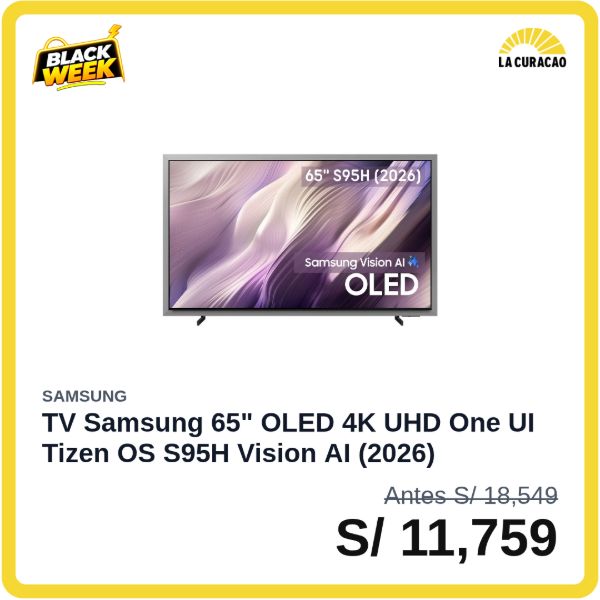 BLACK
WEEK
LA CURACAO
65" S95H (2026)
Samsung Vision AI
OLED
SAMSUNG
TV Samsung 65" OLED 4K UHD One UI
Tizen OS S95H Vision AI (2026)
Antes S/ 18,549
S/ 11,759